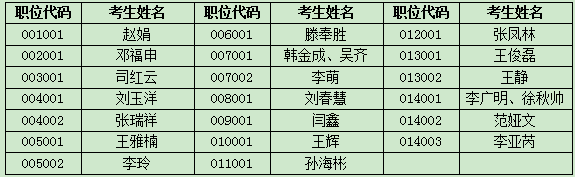 职位代码 考生姓名 职位代码 考生姓名 职位代码 考生姓名
001001 赵娟 006001 滕奉胜 012001 张凤林
002001 邓福申 007001 韩金成、吴齐 013001 王俊磊
003001 司红云 007002 李萌 013002 王静
004001 刘玉洋 008001 刘春慧 014001 李广明、徐秋帅
004002 张瑞祥 009001 闫鑫 014002 范娅文
005001 王雅楠 010001 王辉 014003 李亚芮
005002 李玲 011001 孙海彬